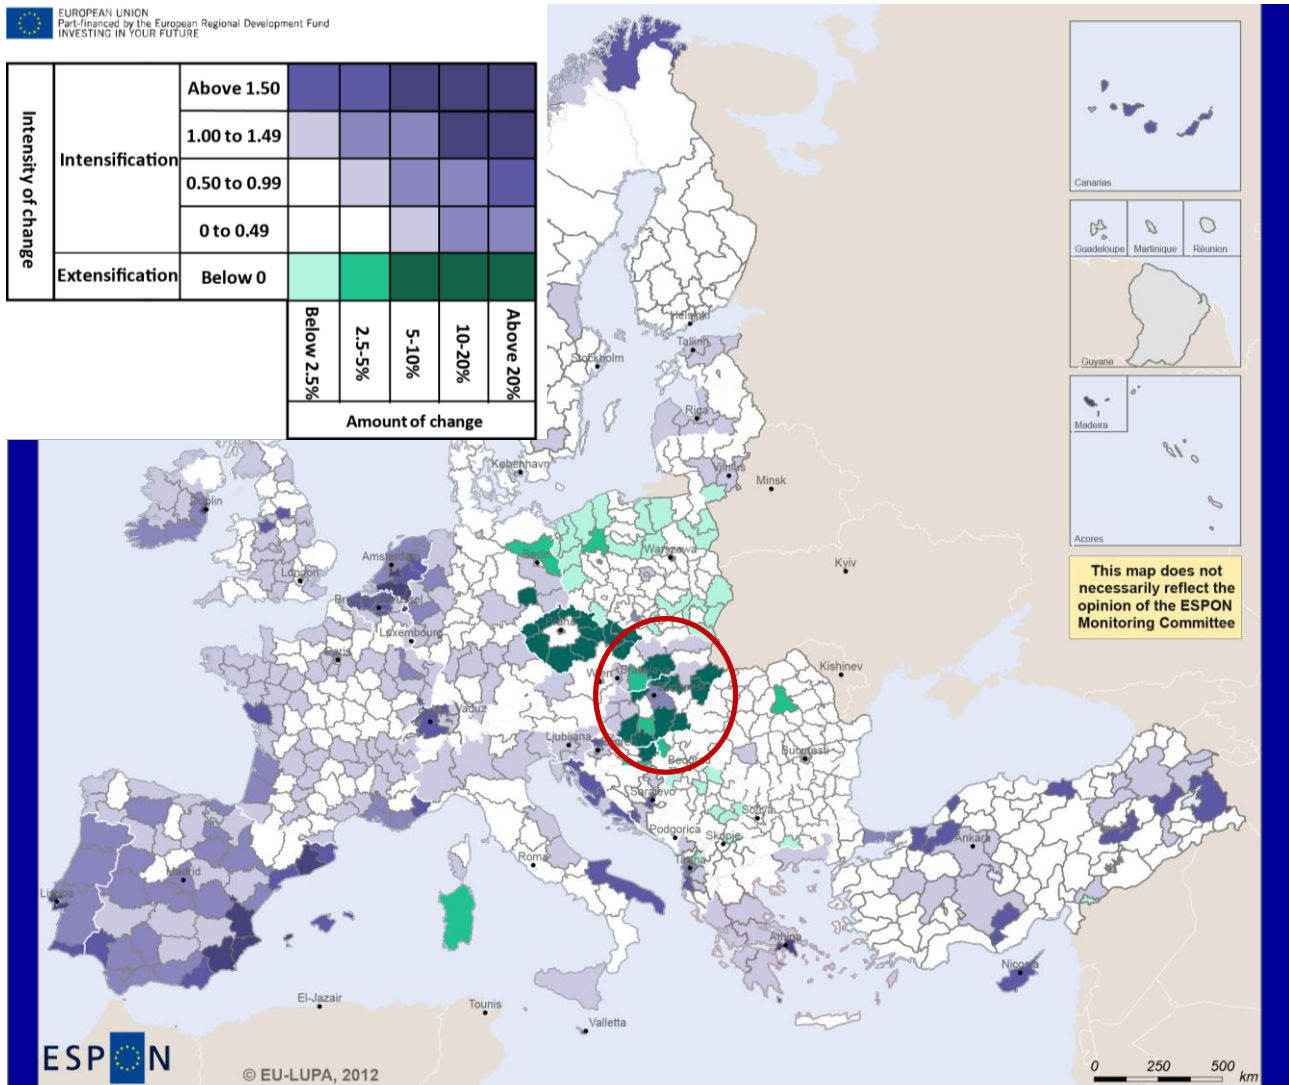 EUROPEAN UNION
Part-financed by the European Regional Development Fund
INVESTING IN YOUR FUTURE
Intensity of change
Intensification
Extensification
Above 1.50
1.00 to 1.49
0.50 to 0.99
0 to 0.49
Below 0
Below 2.5%
2.5-5%
5-10%
10-20%
Above 20%
Amount of change
Canarias
Guadeloupe
Martinique
Réunion
Guyane
Madeira
Acores
This map does not
necessarily reflect the
opinion of the ESPON
Monitoring Committee
Helsinki
Tallinn
Stockholm
Riga
København
Vilnius
Minsk
Dublin
Amsterdam
Berlin
Warszawa
London
Kyiv
Luxembourg
Praha
Paris
Wien
Bratislava
Kishinev
Vaduz
Ljubljana
Zagreb
Beograd
Bucuresti
Sarajevo
Sofiya
Podgorica
Skopje
Ankara
Roma
Tirana
Madrid
Lisboa
Athina
Nicosia
El-Jazair
Tounis
Valletta
ESPON
© EU-LUPA, 2012
0 250 500
km